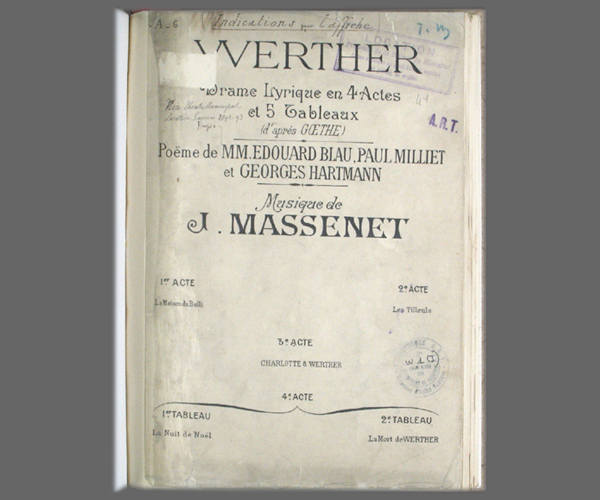 A_6 Indications pour l'affiche
WERTHER
LOCATION
Drame Lyrique en 4 Actes
et 5 Tableaux
(d'après GŒTHE)
A.R.T.
Poëme de MM. EDOUARD BLAU, PAUL MILLIET
et GEORGES HARTMANN
Musique de
J. MASSENET
1er ACTE
La Maison du Bailli
2e ACTE
Les Tilleuls
3e ACTE
CHARLOTTE & WERTHER
4e ACTE
1er TABLEAU
La Nuit de Noël
2e TABLEAU
La Mort de WERTHER